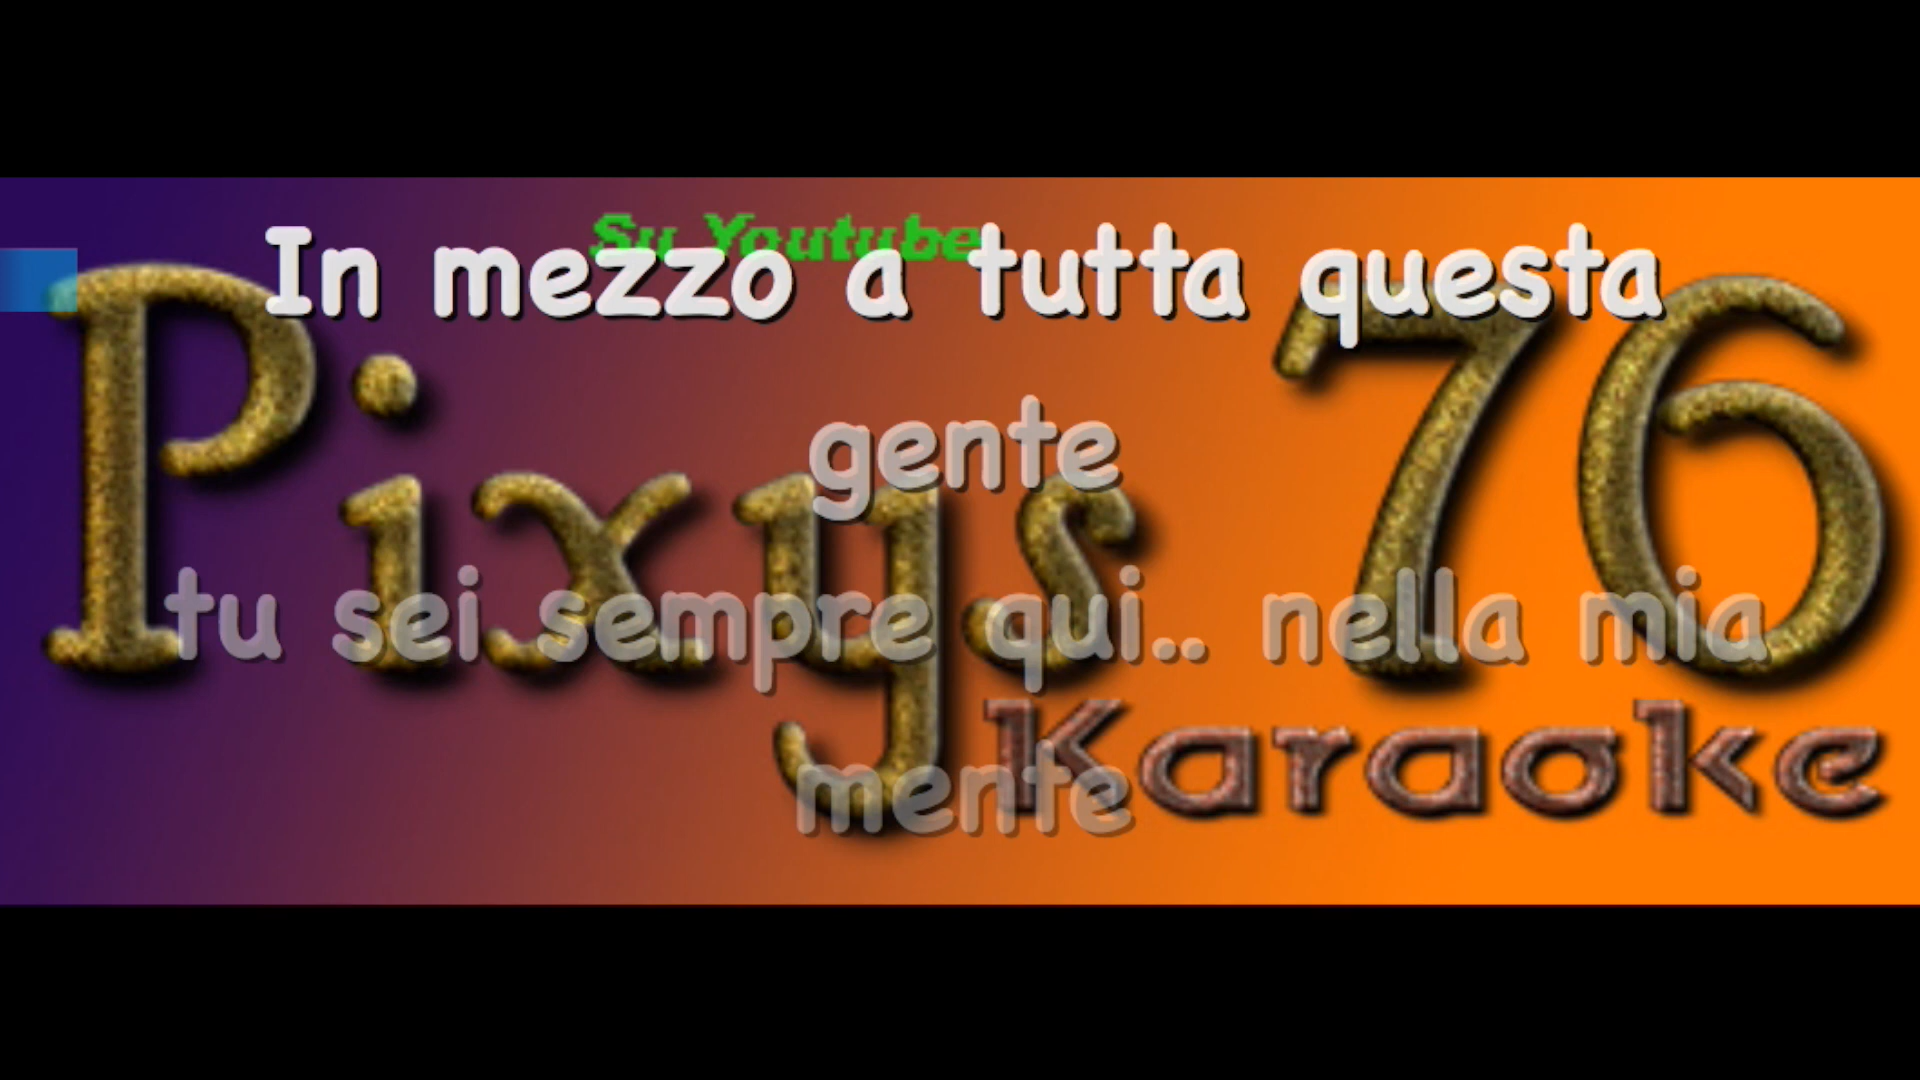 Su Youtube
In mezzo a tutta questa
gente
Pixys 76
tu sei sempre qui.. nella mia
mente
Karaoke